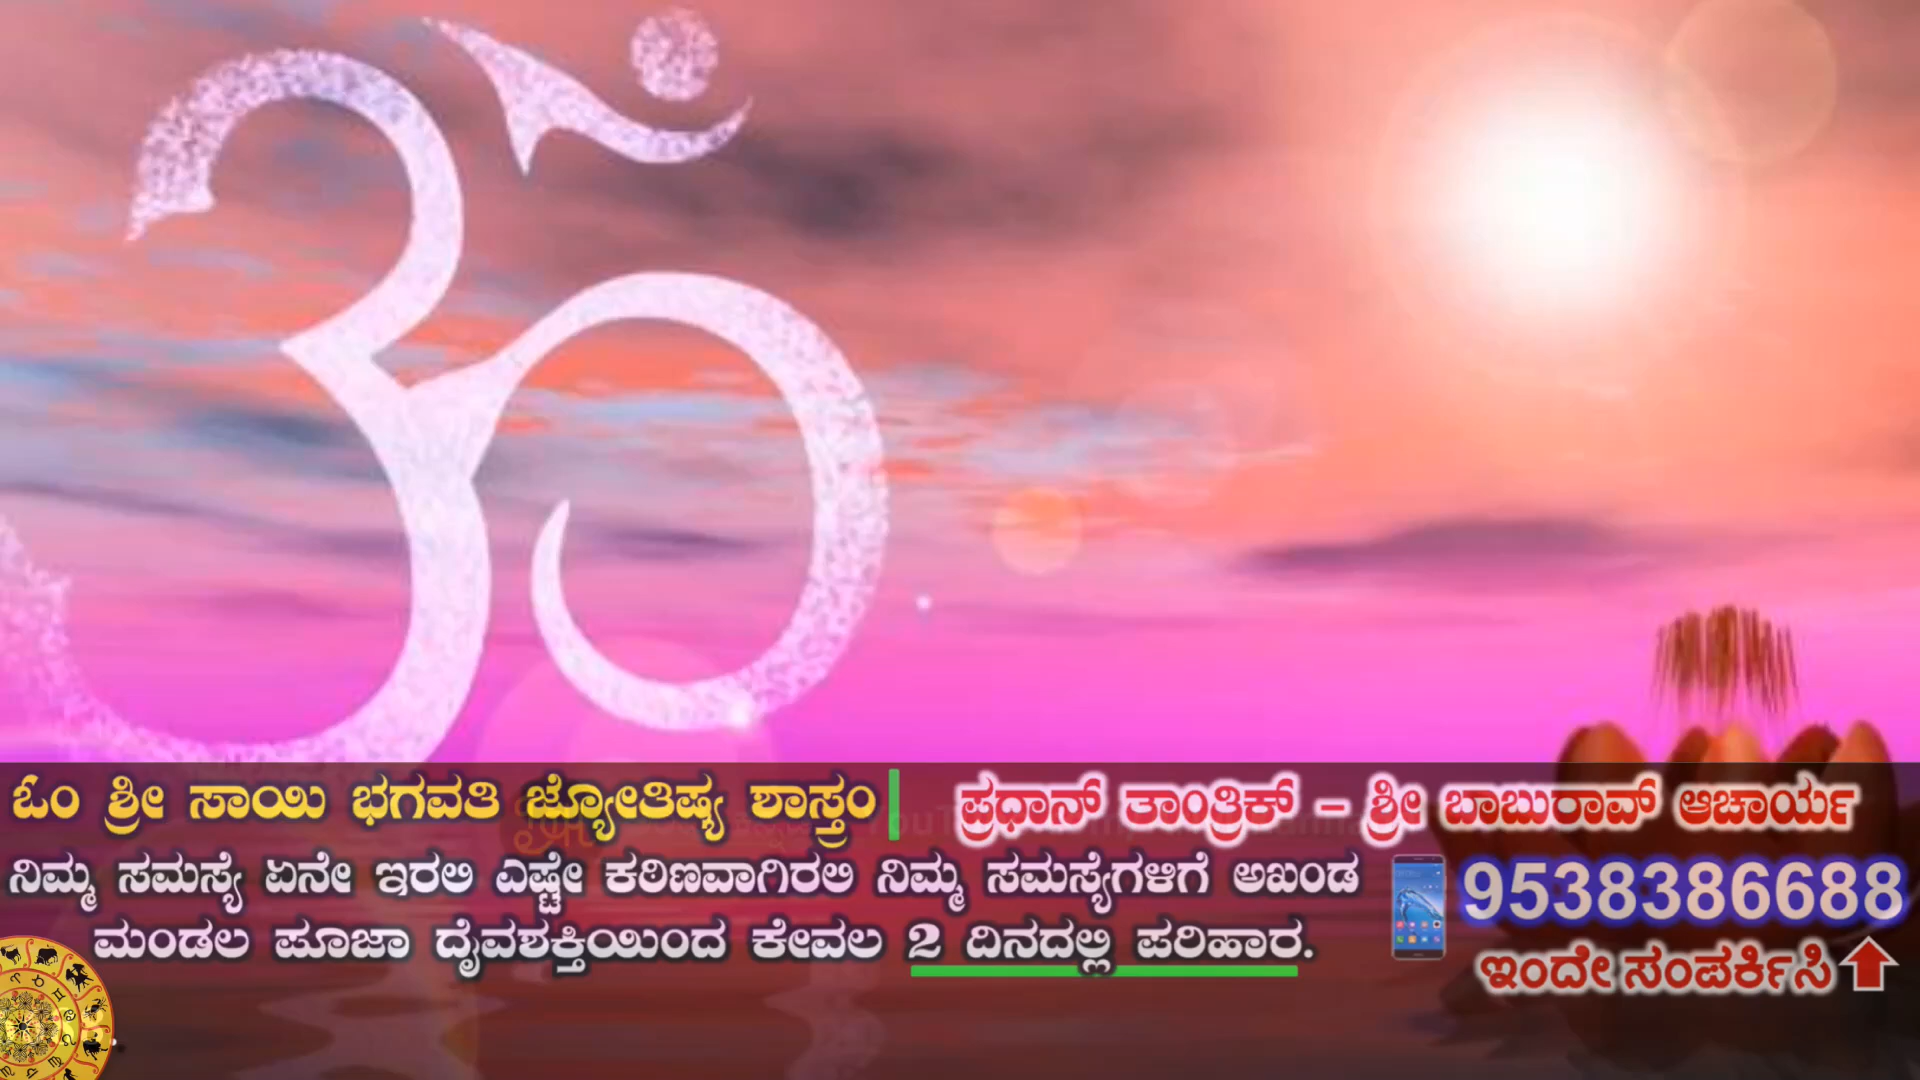 ಓಂ ಶ್ರೀ ಸಾಯಿ ಭಗವತಿ ಜ್ಯೋತಿಷ್ಯ ಶಾಸ್ತ್ರಂ
ಪ್ರಧಾನ್ ತಾಂತ್ರಿಕ್ - ಶ್ರೀ ಬಾಬುರಾವ್ ಆಚಾರ್ಯ
ನಿಮ್ಮ ಸಮಸ್ಯೆ ಏನೇ ಇರಲಿ ಎಷ್ಟೇ ಕಠಿಣವಾಗಿರಲಿ ನಿಮ್ಮ ಸಮಸ್ಯೆಗಳಿಗೆ ಅಖಂಡ
ಮಂಡಲ ಪೂಜಾ ದೈವಶಕ್ತಿಯಿಂದ ಕೇವಲ 2 ದಿನದಲ್ಲಿ ಪರಿಹಾರ.
9538386688
ಇಂದೇ ಸಂಪರ್ಕಿಸಿ